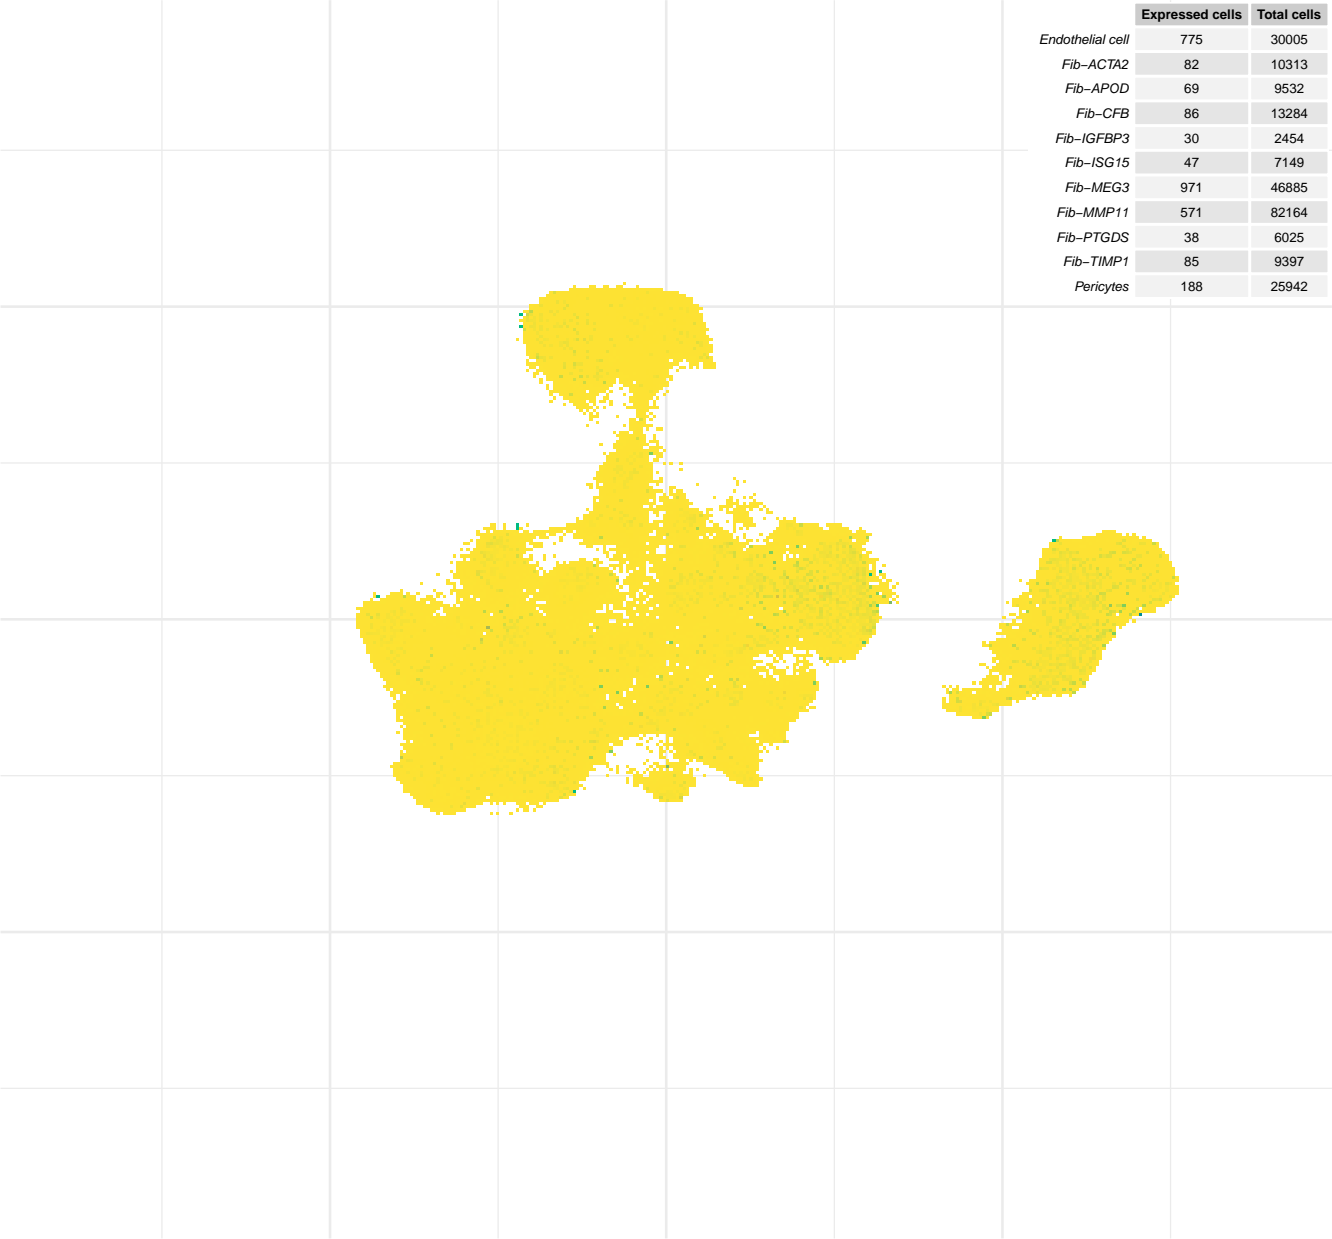 Expressed cells Total cells
Endothelial cell 775 30005
Fib−ACTA2 82 10313
Fib−APOD 69 9532
Fib−CFB 86 13284
Fib−IGFBP3 30 2454
Fib−ISG15 47 7149
Fib−MEG3 971 46885
Fib−MMP11 571 82164
Fib−PTGDS 38 6025
Fib−TIMP1 85 9397
Pericytes 188 25942